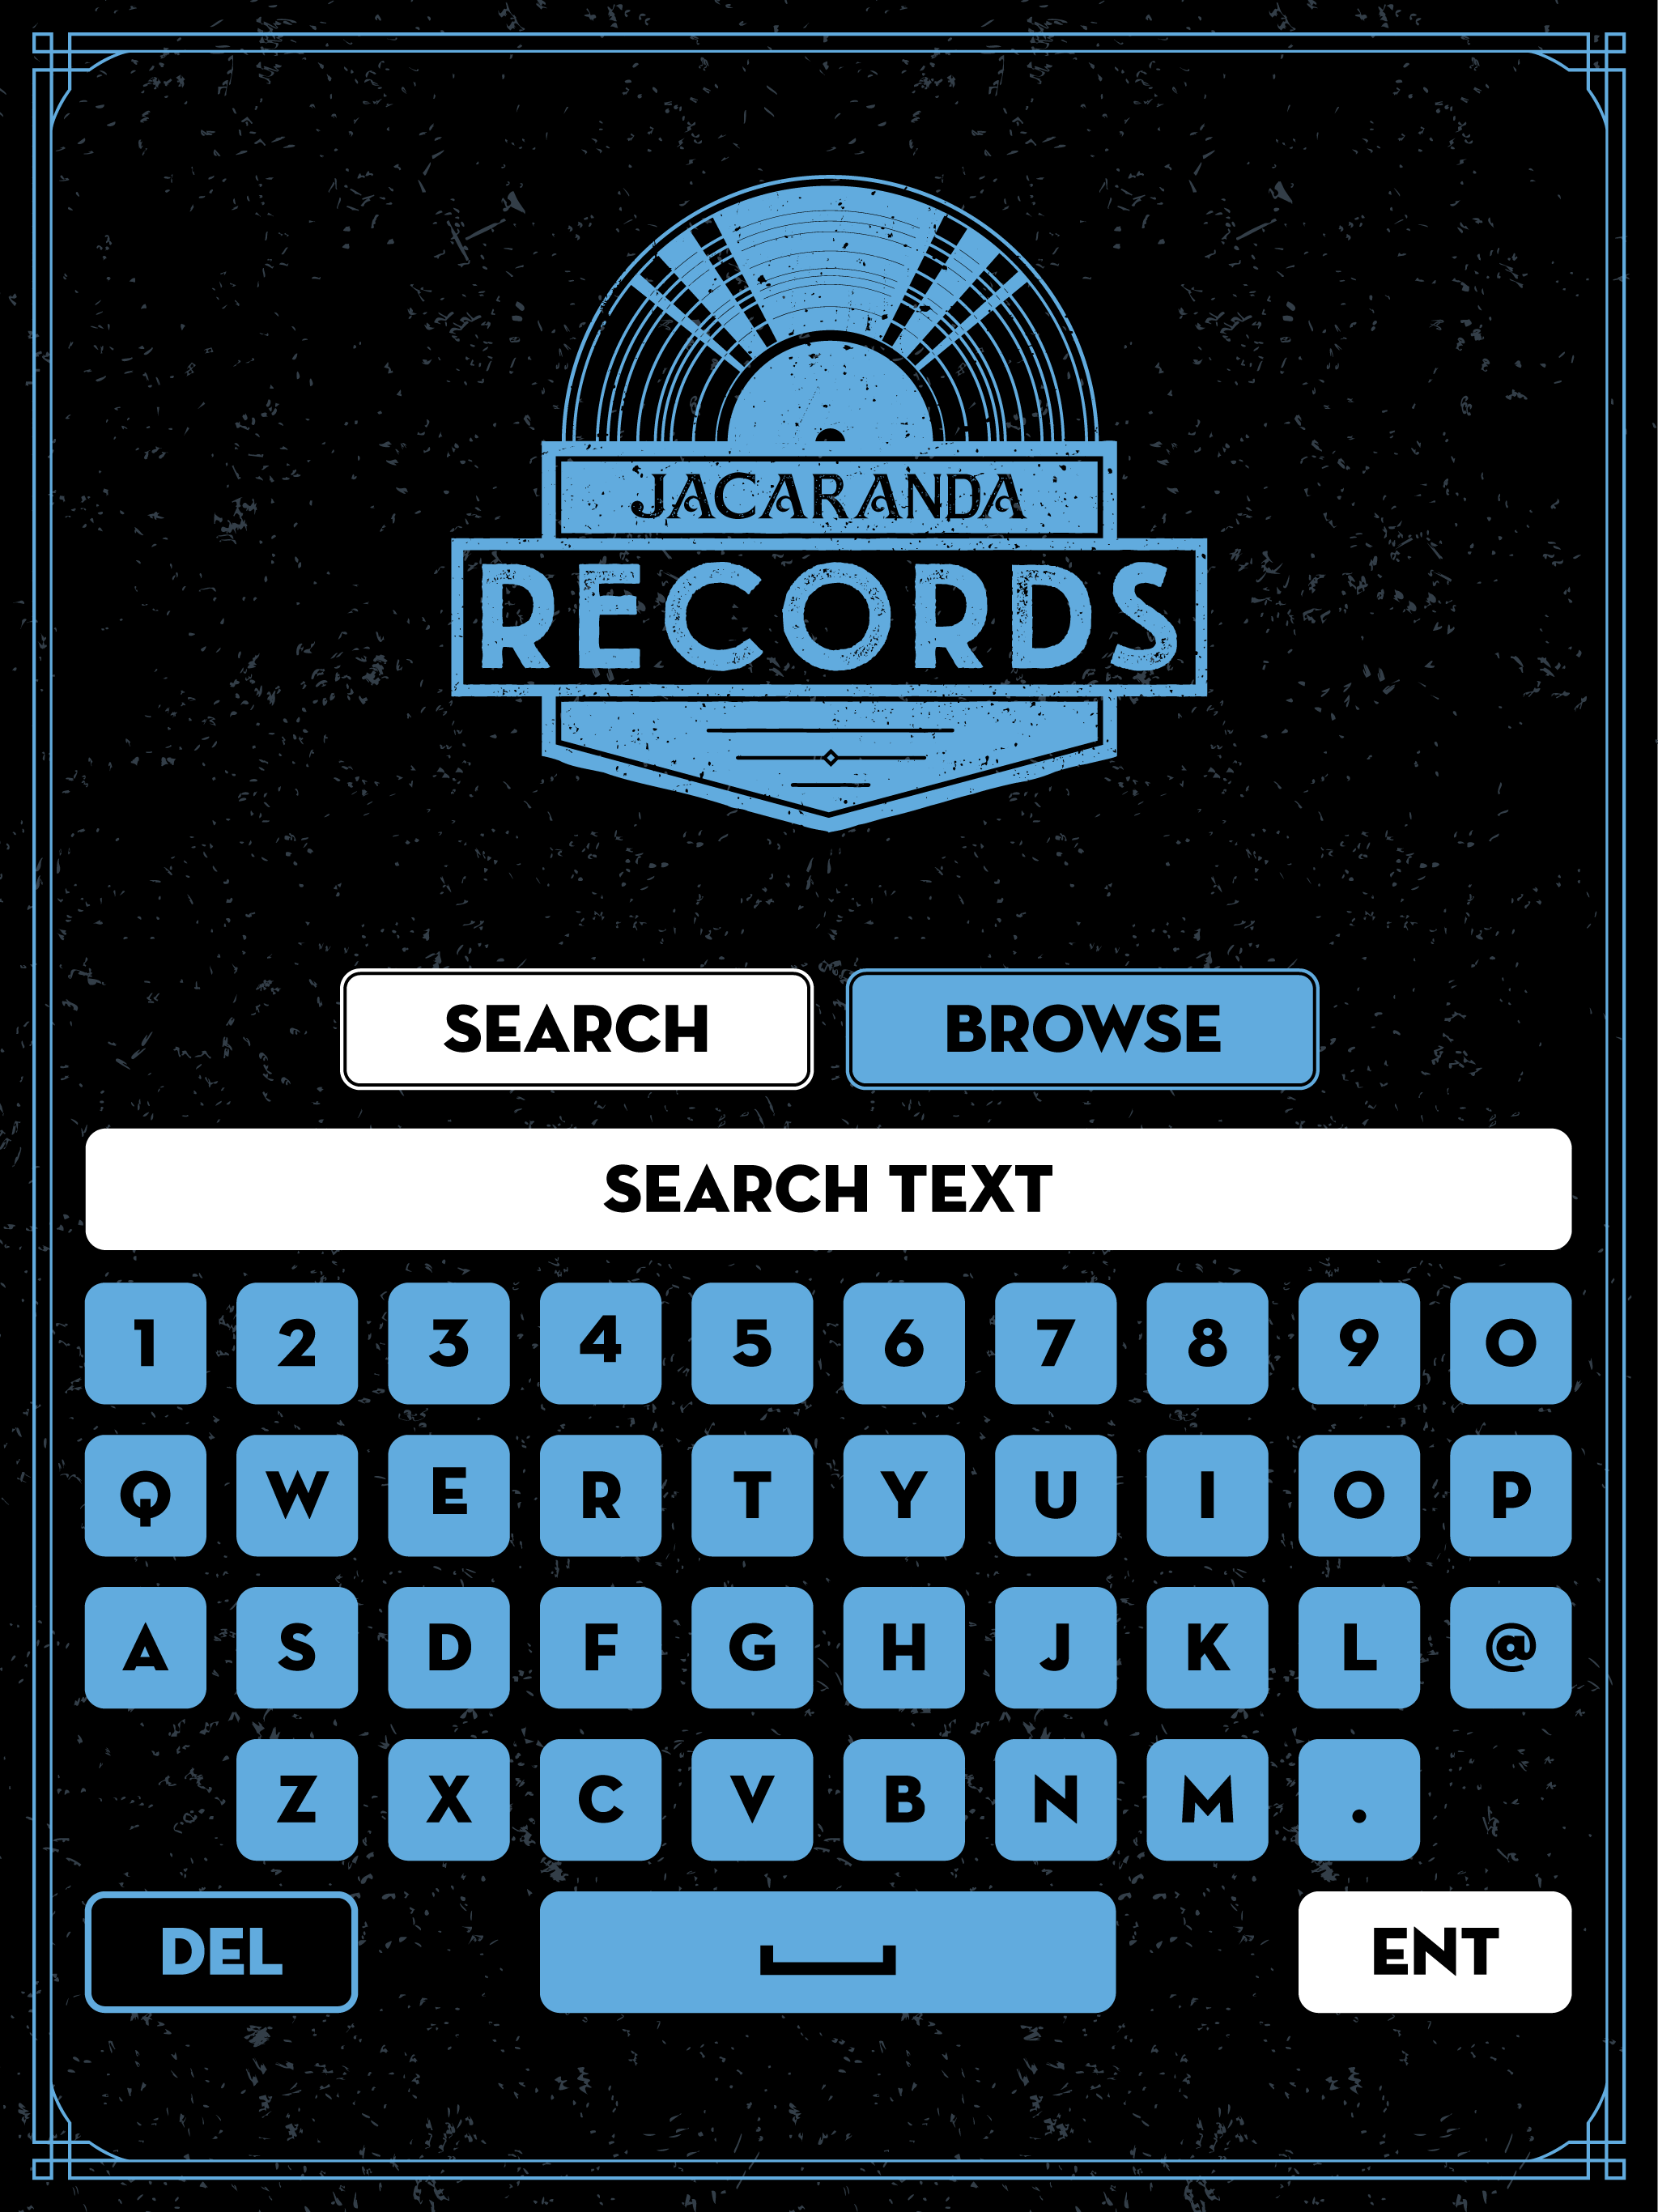 JACARANDA
RECORDS
SEARCH BROWSE
SEARCH TEXT
1 2 3 4 5 6 7 8 9 0
Q W E R T Y U I O P
A S D F G H J K L @
Z X C V B N M .
DEL ENT